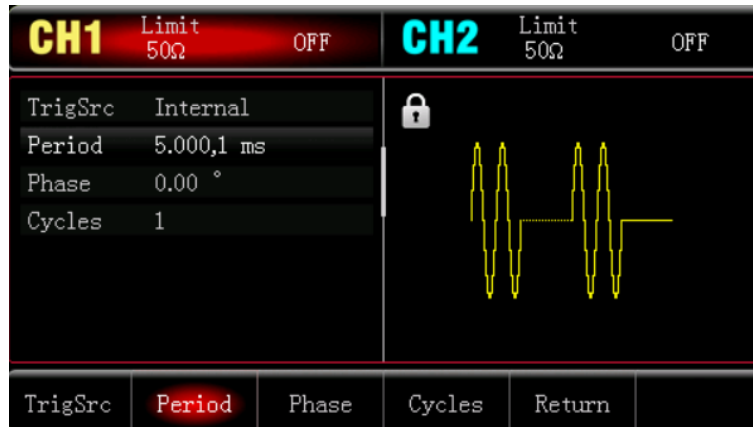 CH1 Limit 50Ω OFF CH2 Limit 50Ω OFF
TrigSrc Internal
Period 5.000,1 ms
Phase 0.00 °
Cycles 1
TrigSrc Period Phase Cycles Return